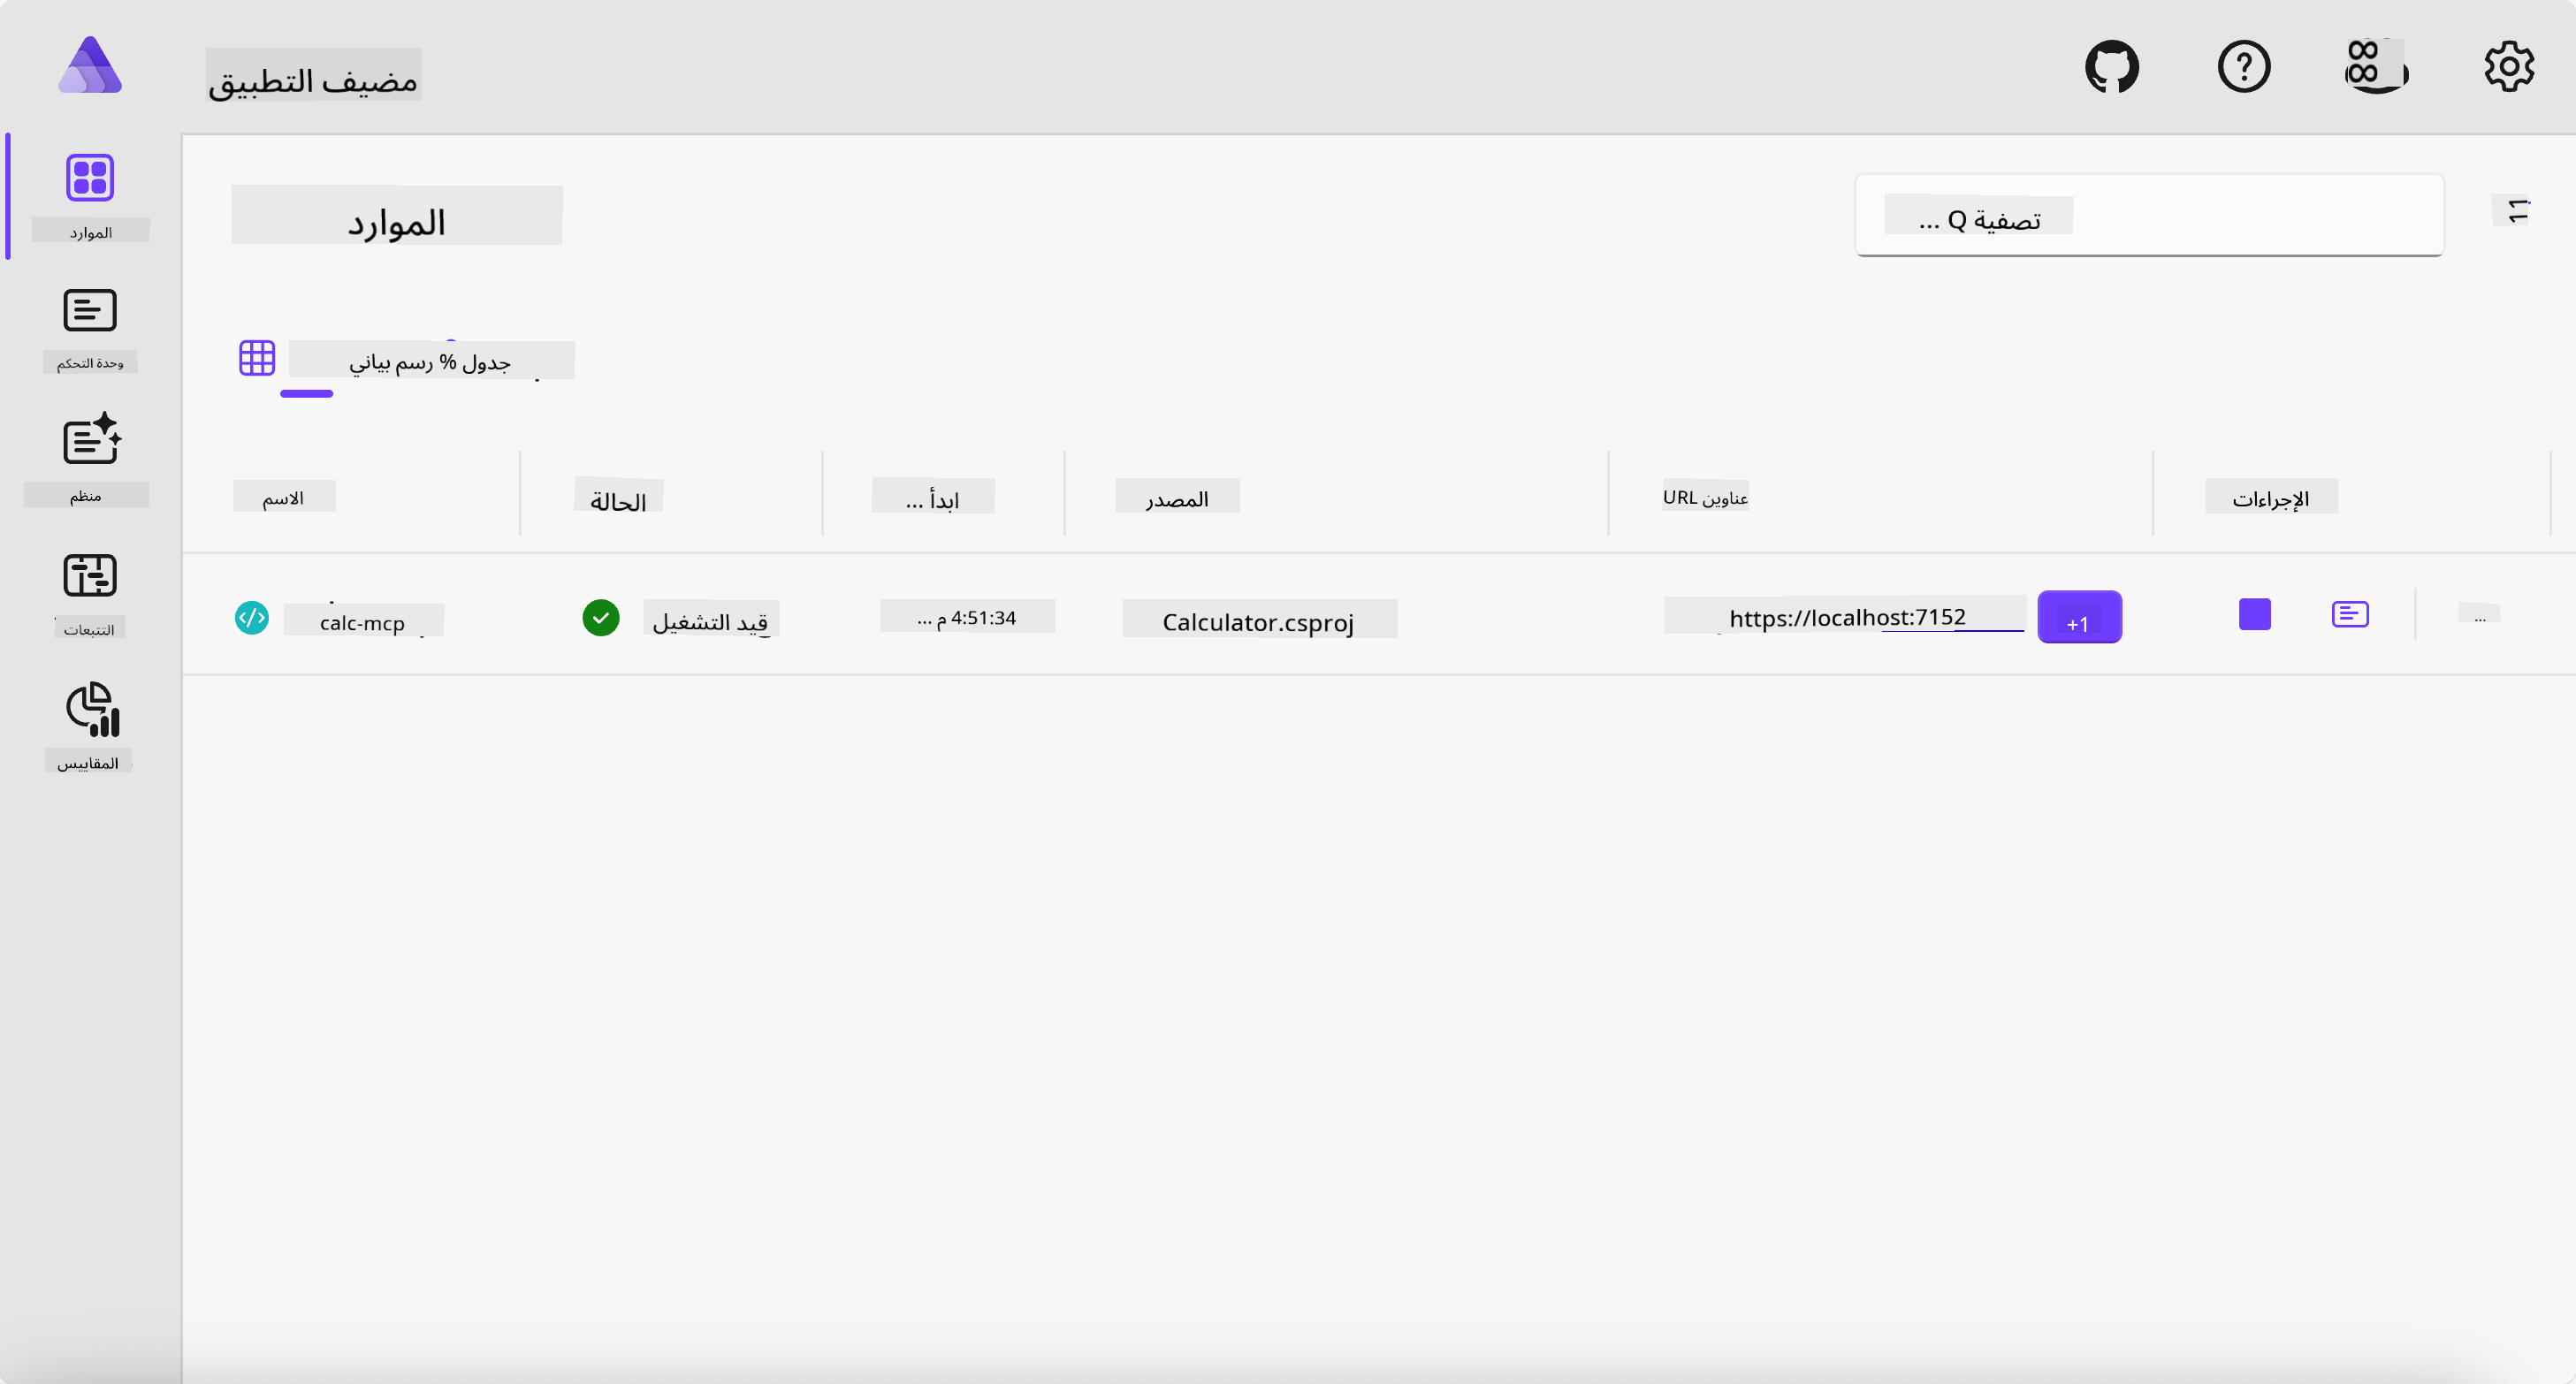 مضيف التطبيق
الموارد
تصفية Q ...
11
الموارد
وحدة التحكم
منظم
التتبعات
المقاييس
جدول % رسم بياني
الاسم
الحالة
ابدأ ...
المصدر
عناوين URL
الإجراءات
calc-mcp
قيد التشغيل
4:51:34 م ...
Calculator.csproj
https://localhost:7152
+1
...